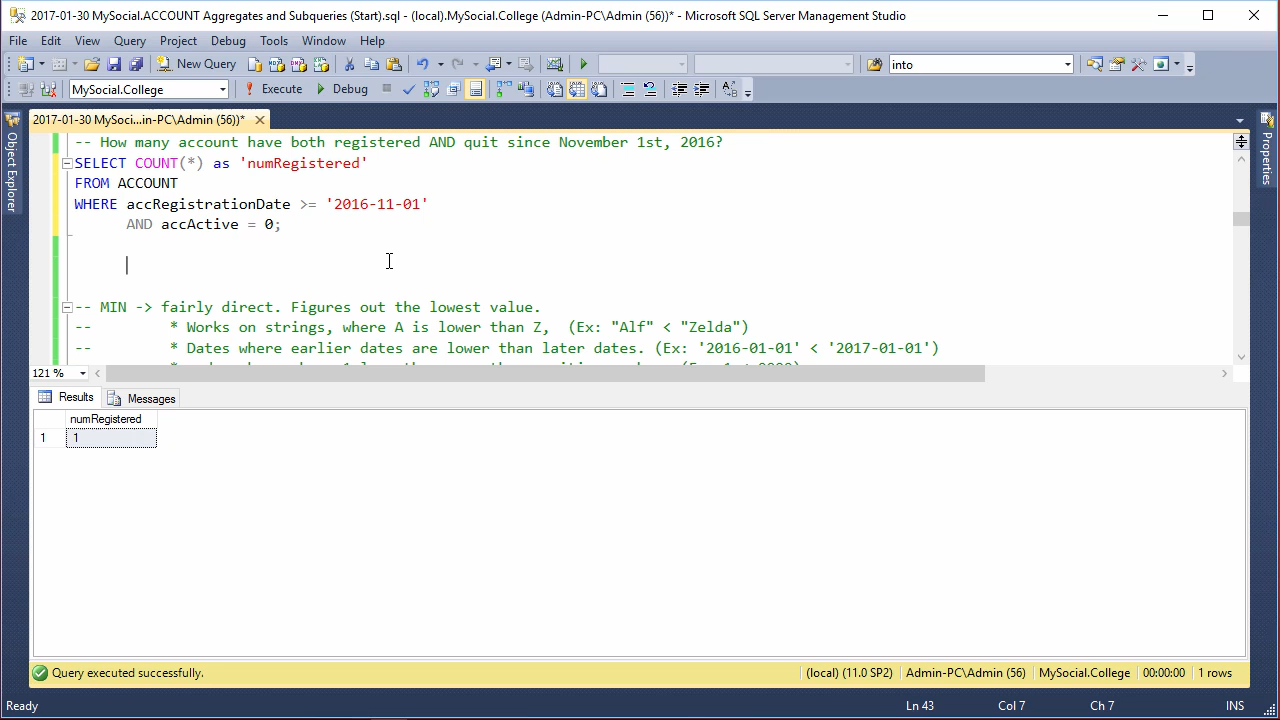 2017-01-30 MySocial.ACCOUNT Aggregates and Subqueries (Start).sql - (local).MySocial.College (Admin-PC\Admin (56))* - Microsoft SQL Server Management Studio
File Edit View Query Project Debug Tools Window Help
New Query into
MySocial.College Execute Debug
2017-01-30 MySoci...in-PC\Admin (56))*
Object Explorer
Properties
-- How many account have both registered AND quit since November 1st, 2016?
SELECT COUNT(*) as 'numRegistered'
FROM ACCOUNT
WHERE accRegistrationDate >= '2016-11-01'
AND accActive = 0;
-- MIN -> fairly direct. Figures out the lowest value.
-- * Works on strings, where A is lower than Z, (Ex: "Alf" < "Zelda")
-- * Dates where earlier dates are lower than later dates. (Ex: '2016-01-01' < '2017-01-01')
121 %
Results Messages
numRegistered
1 1
Query executed successfully. (local) (11.0 SP2) Admin-PC\Admin (56) MySocial.College 00:00:00 1 rows
Ready Ln 43 Col 7 Ch 7 INS